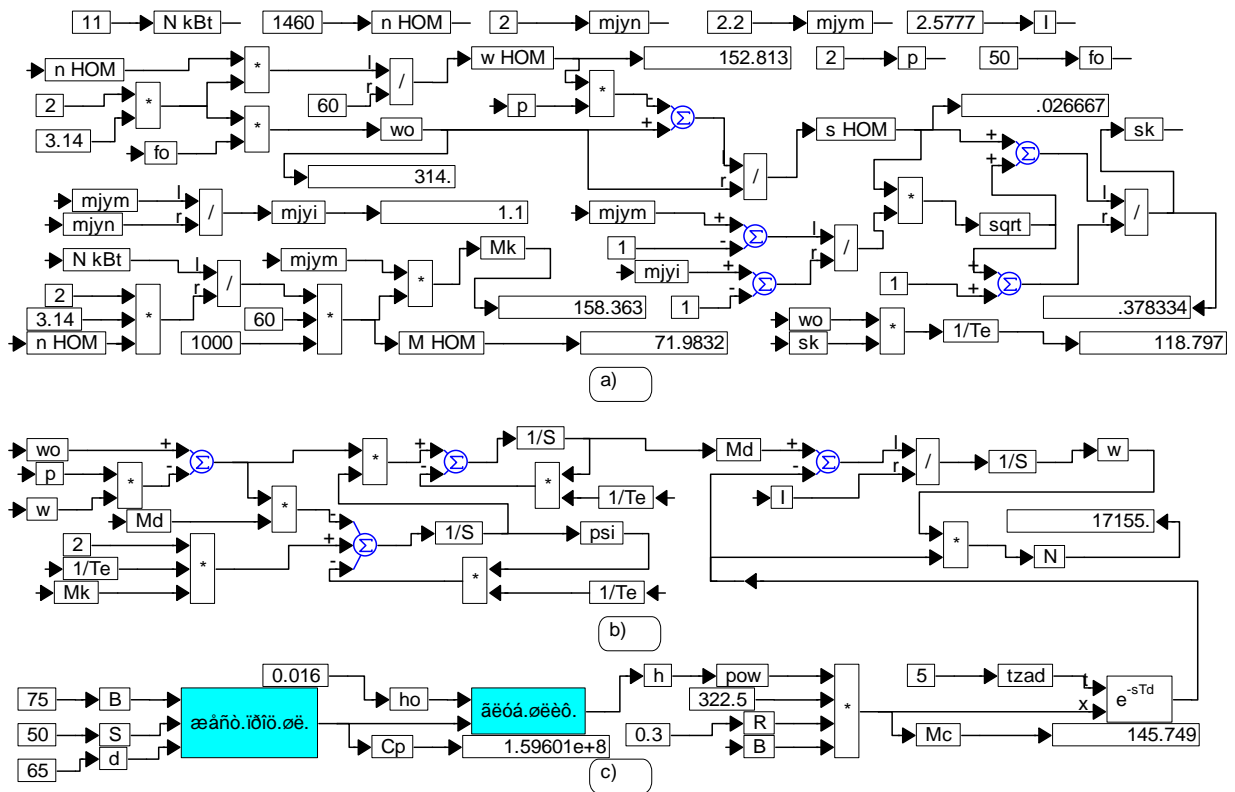 11 N kBt 1460 n HOM 2 mjyn 2.2 mjym 2.5777 I
n HOM * l / w HOM 152.813 2 p 50 fo
2 * 60 r p * -
3.14 fo * wo + Σ s HOM .026667 sk
314. l r / + + Σ
mjym l / mjyi 1.1 mjym + Σ l / * sqrt l r /
mjyn r 1 - r
N kBt l / mjym * Mk mjyi + Σ + Σ
2 r 158.363 1 - 1 + .378334
3.14 * 60 * wo * 1/Te
n HOM 1000 M HOM 71.9832 sk 118.797
a)
wo + Σ * + Σ 1/S Md + Σ l / 1/S w
p * - - * - r
w Md * 1/Te I
2 - Σ 1/S psi 17155.
1/Te * + * N
Mk - * 1/Te
b)
0.016 h pow 5 tzad t
75 B æåñò.ïðîö.øë. ho ãëóá.øëèô. 322.5 * e-sTd
50 S 0.3 R x
65 d Cp 1.59601e+8 B Mc 145.749
c)